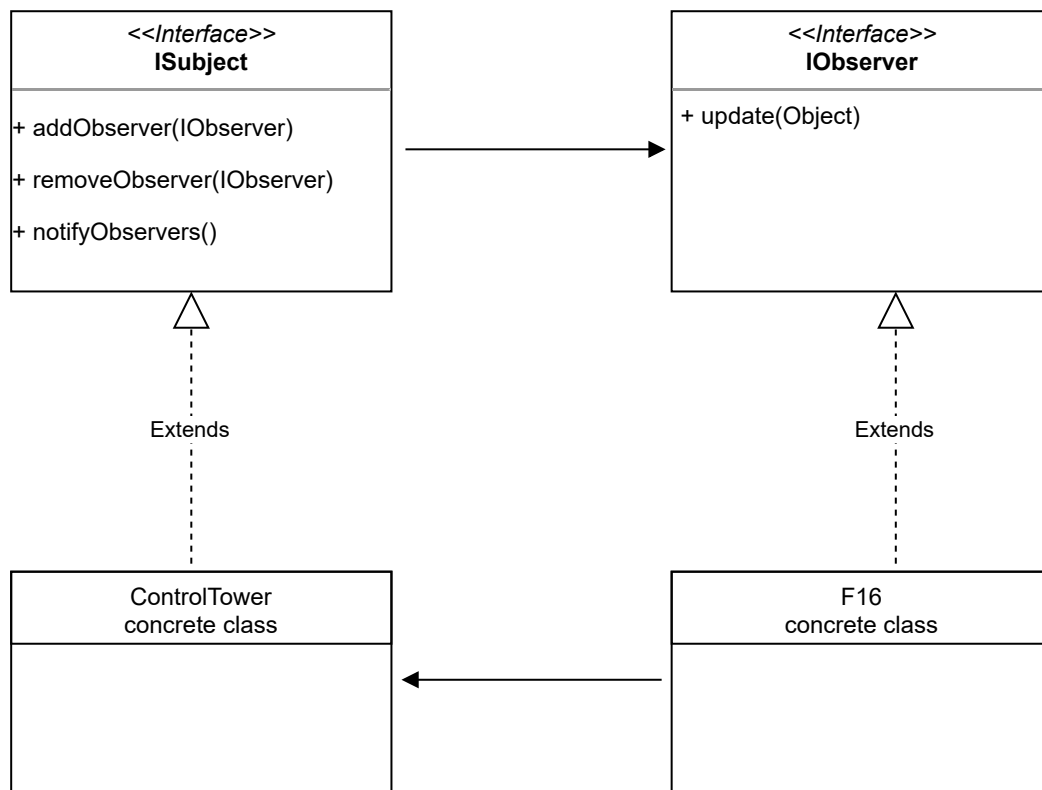 <<Interface>>
ISubject
+ addObserver(IObserver)
+ removeObserver(IObserver)
+ notifyObservers()
<<Interface>>
IObserver
+ update(Object)
Extends
Extends
ControlTower
concrete class
F16
concrete class